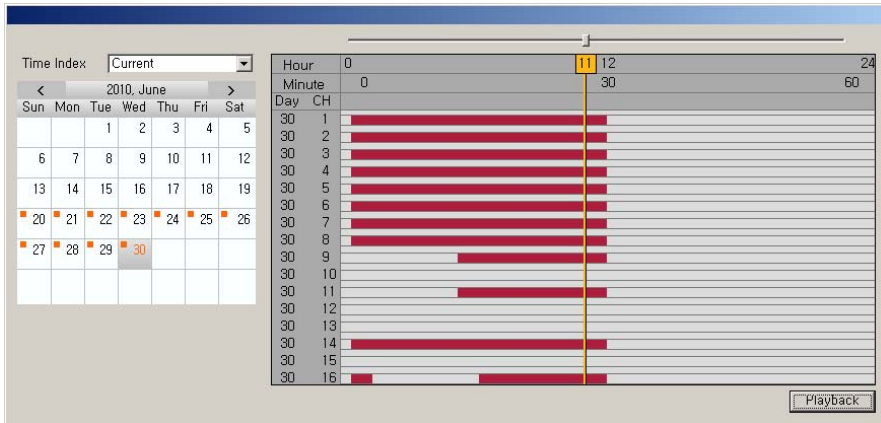 Time Index Current
< 2010, June >
Sun Mon Tue Wed Thu Fri Sat
1 2 3 4 5
6 7 8 9 10 11 12
13 14 15 16 17 18 19
20 21 22 23 24 25 26
27 28 29 30
Hour 0 11 12 24
Minute 0 30 60
Day CH
30 1
30 2
30 3
30 4
30 5
30 6
30 7
30 8
30 9
30 10
30 11
30 12
30 13
30 14
30 15
30 16
Playback